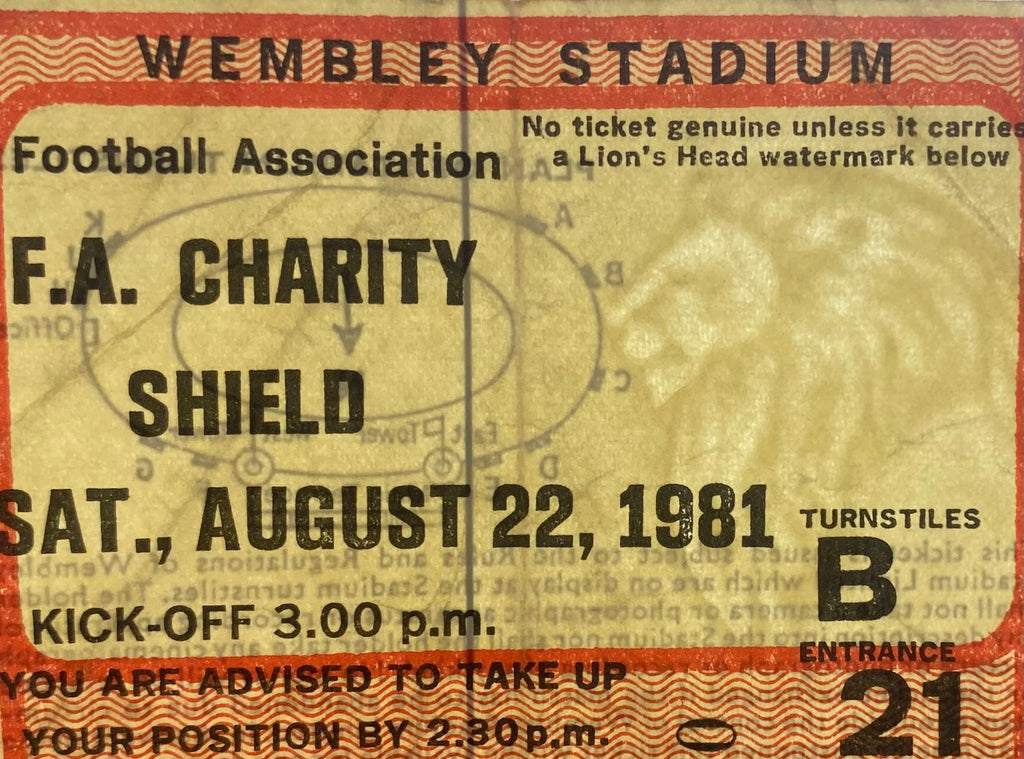 WEMBLEY STADIUM
Football Association
No ticket genuine unless it carries
a Lion's Head watermark below
F.A. CHARITY
SHIELD
SAT., AUGUST 22, 1981
KICK-OFF 3.00 p.m.
TURNSTILES
B
ENTRANCE
21
YOU ARE ADVISED TO TAKE UP
YOUR POSITION BY 2.30p.m.